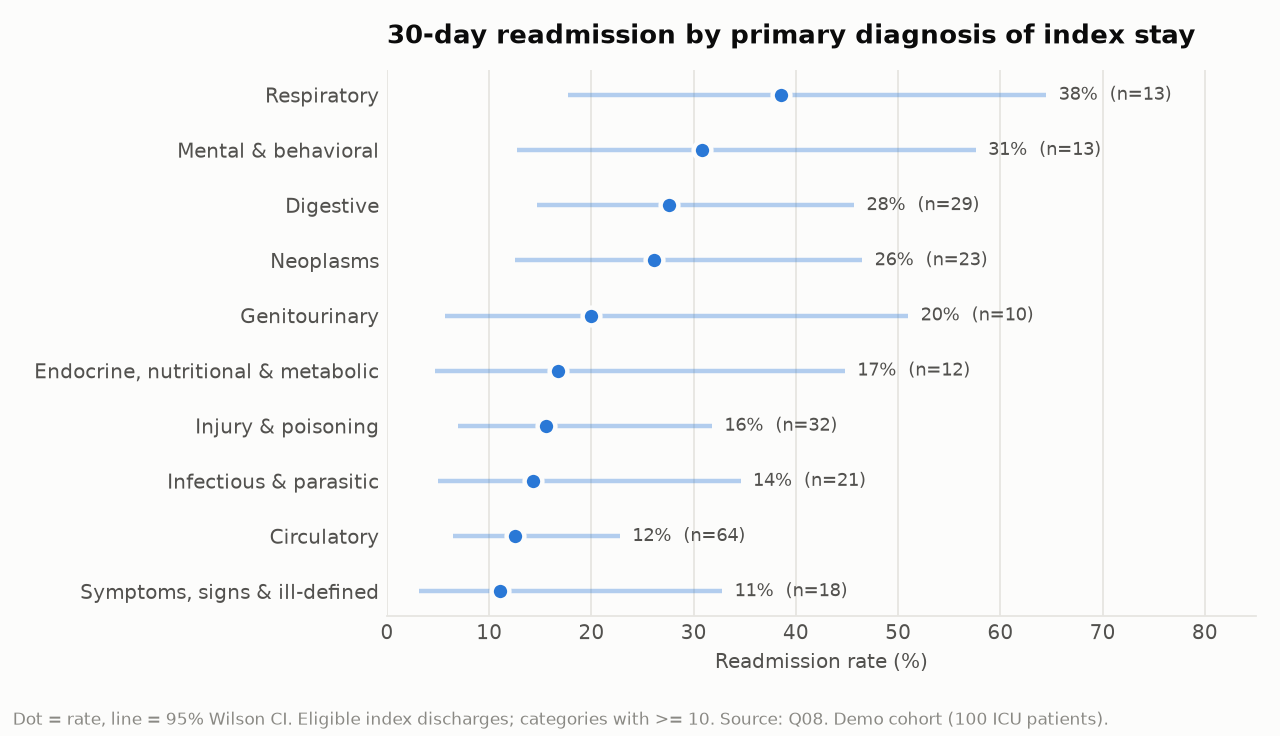 30-day readmission by primary diagnosis of index stay
Respiratory 38% (n=13)
Mental & behavioral 31% (n=13)
Digestive 28% (n=29)
Neoplasms 26% (n=23)
Genitourinary 20% (n=10)
Endocrine, nutritional & metabolic 17% (n=12)
Injury & poisoning 16% (n=32)
Infectious & parasitic 14% (n=21)
Circulatory 12% (n=64)
Symptoms, signs & ill-defined 11% (n=18)
0 10 20 30 40 50 60 70 80
Readmission rate (%)
Dot = rate, line = 95% Wilson CI. Eligible index discharges; categories with >= 10. Source: Q08. Demo cohort (100 ICU patients).